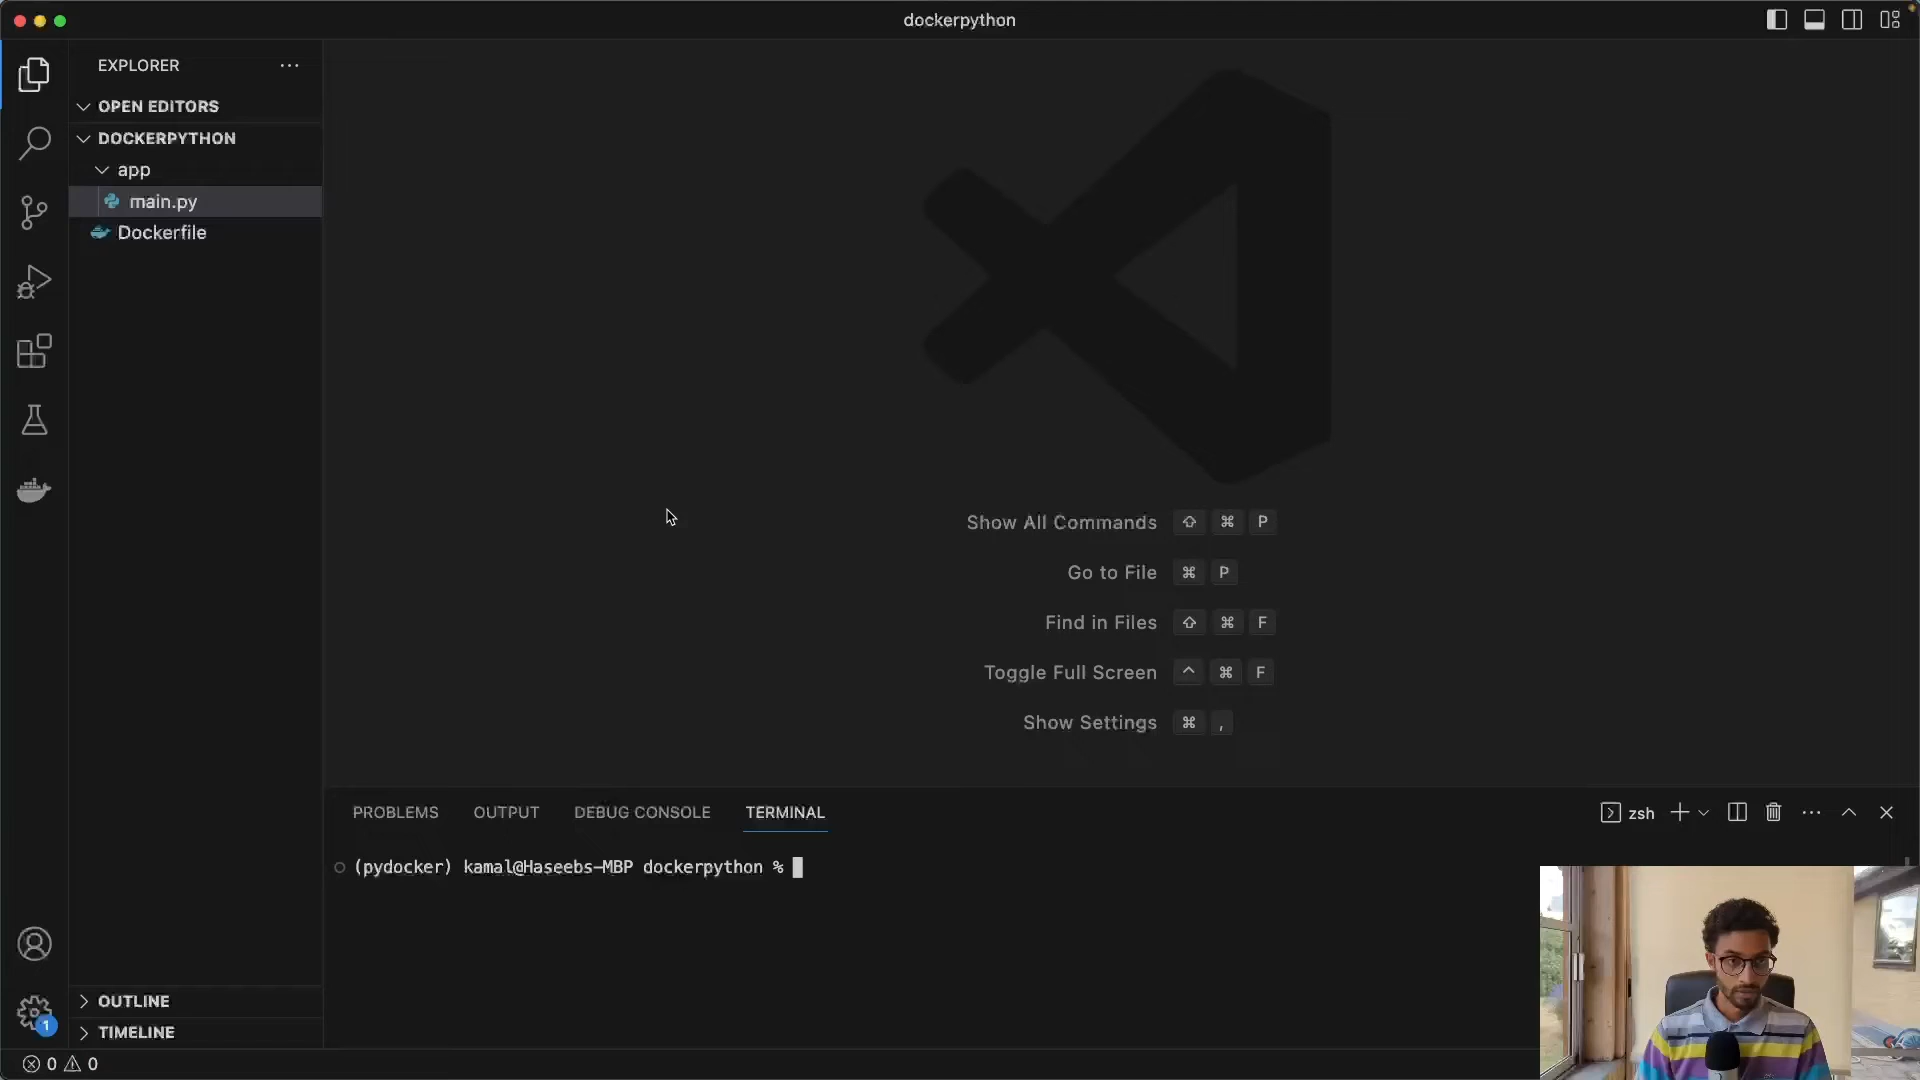 dockerpython
EXPLORER
OPEN EDITORS
DOCKERPYTHON
app
main.py
Dockerfile
Show All Commands ⇧ ⌘ P
Go to File ⌘ P
Find in Files ⇧ ⌘ F
Toggle Full Screen ^ ⌘ F
Show Settings ⌘ ,
PROBLEMS OUTPUT DEBUG CONSOLE TERMINAL
zsh
(pydocker) kamal@Haseebs-MBP dockerpython %
1
OUTLINE
TIMELINE
0 0